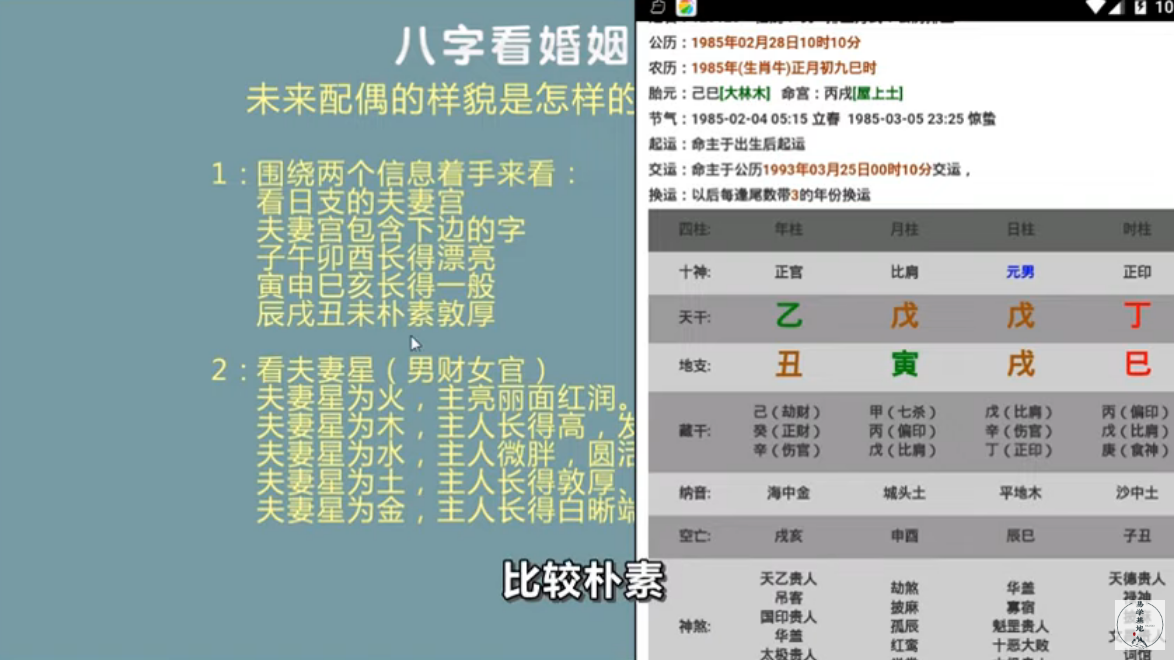 八字看婚姻
未来配偶的样貌是怎样的
1：围绕两个信息着手来看：
看日支的夫妻宫
夫妻宫包含下边的字
子午卯酉长得漂亮
寅申巳亥长得一般
辰戌丑未朴素敦厚
2：看夫妻星（男财女官）
夫妻星为火，主亮丽面红润。
夫妻星为木，主人长得高，发
夫妻星为水，主人微胖，圆洁
夫妻星为土，主人长得敦厚、
夫妻星为金，主人长得白晰端
比较朴素
10
公历：1985年02月28日10时10分
农历：1985年(生肖牛)正月初九巳时
胎元：己巳[大林木] 命宫：丙戌[屋上土]
节气：1985-02-04 05:15 立春 1985-03-05 23:25 惊蛰
起运：命主于出生后起运
交运：命主于公历1993年03月25日00时10分交运，
换运：以后每逢尾数带3的年份换运
四柱: 年柱 月柱 日柱 时柱
十神: 正官 比肩 元男 正印
天干: 乙 戊 戊 丁
地支: 丑 寅 戌 巳
己（劫财） 甲（七杀） 戊（比肩） 丙（偏印）
藏干: 癸（正财） 丙（偏印） 辛（伤官） 戊（比肩）
辛（伤官） 戊（比肩） 丁（正印） 庚（食神）
纳音: 海中金 城头土 平地木 沙中土
空亡: 戌亥 申酉 辰巳 子丑
天乙贵人 劫煞 华盖 天德贵人
吊客 披麻 寡宿 禄神
神煞: 国印贵人 孤辰 魁罡贵人
华盖 红鸾 十恶大败
太极贵人 词馆
易学基地